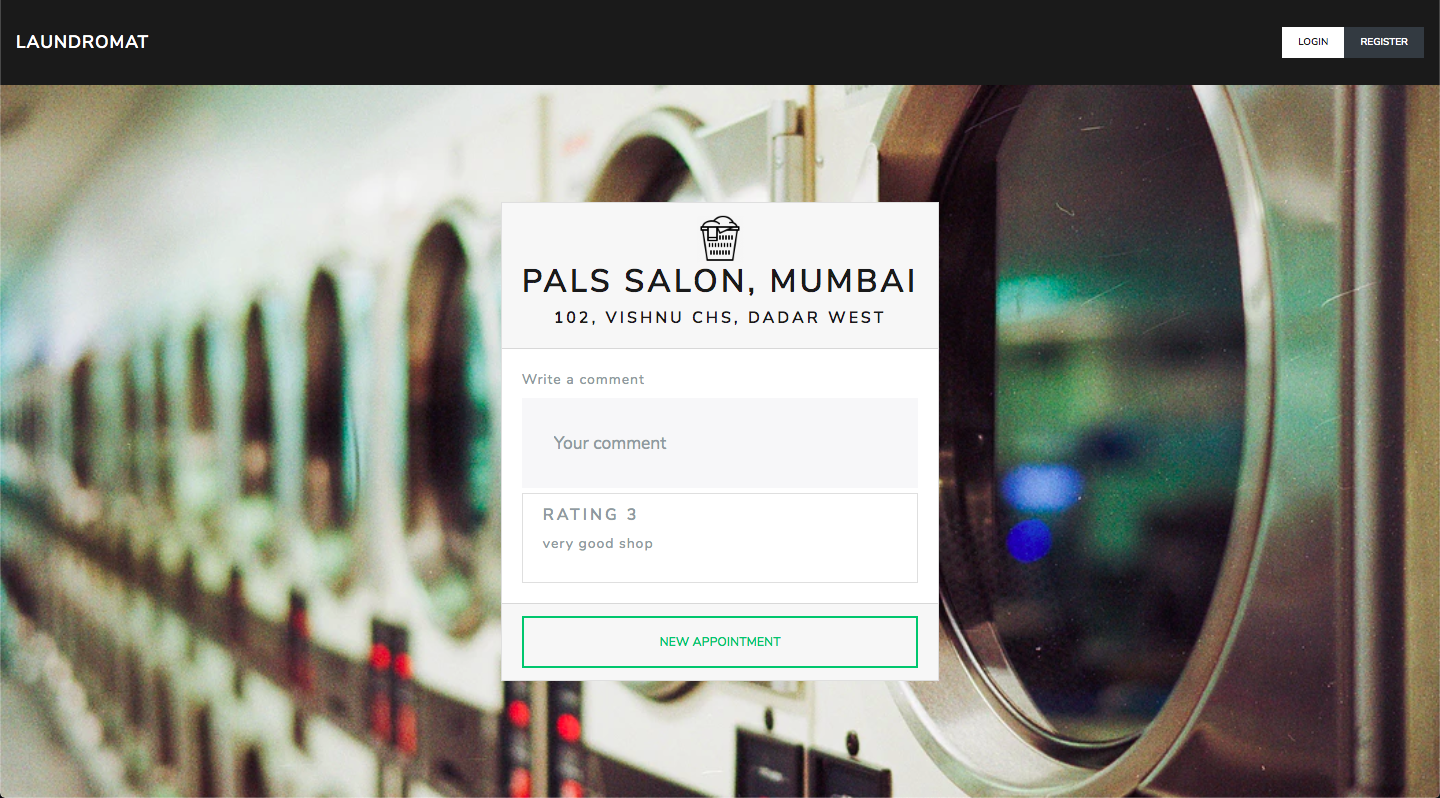 LAUNDROMAT
LOGIN
REGISTER
PALS SALON, MUMBAI
102, VISHNU CHS, DADAR WEST
Write a comment
Your comment
RATING 3
very good shop
NEW APPOINTMENT